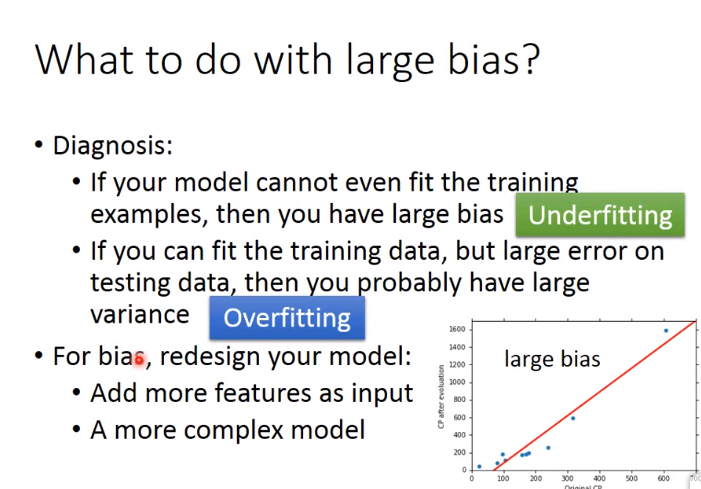 What to do with large bias?
• Diagnosis:
• If your model cannot even fit the training
examples, then you have large bias
Underfitting
• If you can fit the training data, but large error on
testing data, then you probably have large
variance
Overfitting
• For bias, redesign your model:
• Add more features as input
• A more complex model
large bias
CP after evoluation
1600
1400
1200
1000
800
600
400
200
0
0 100 200 300 400 500 600 700
Original CP